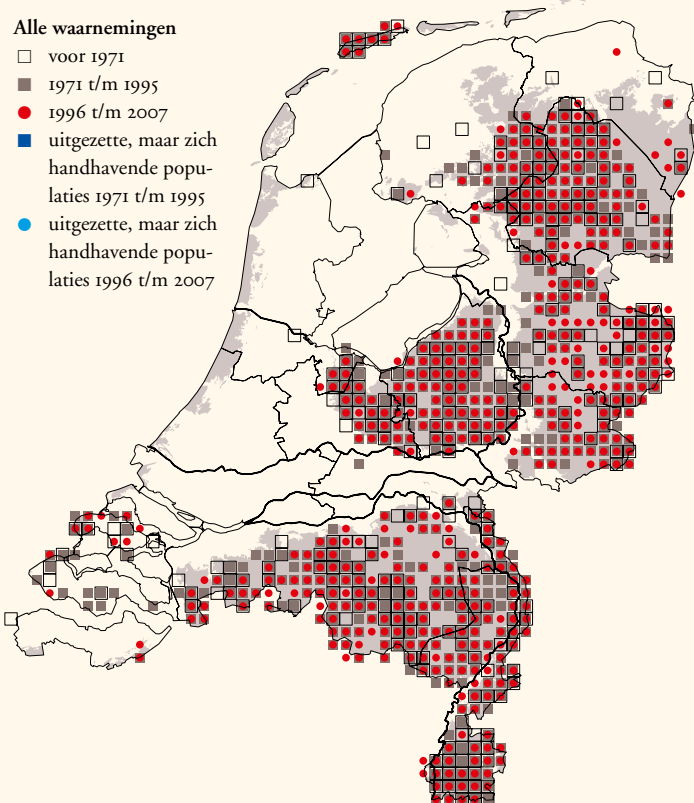 Alle waarnemingen
voor 1971
1971 t/m 1995
1996 t/m 2007
uitgezette, maar zich
handhavende popu-
laties 1971 t/m 1995
uitgezette, maar zich
handhavende popu-
laties 1996 t/m 2007